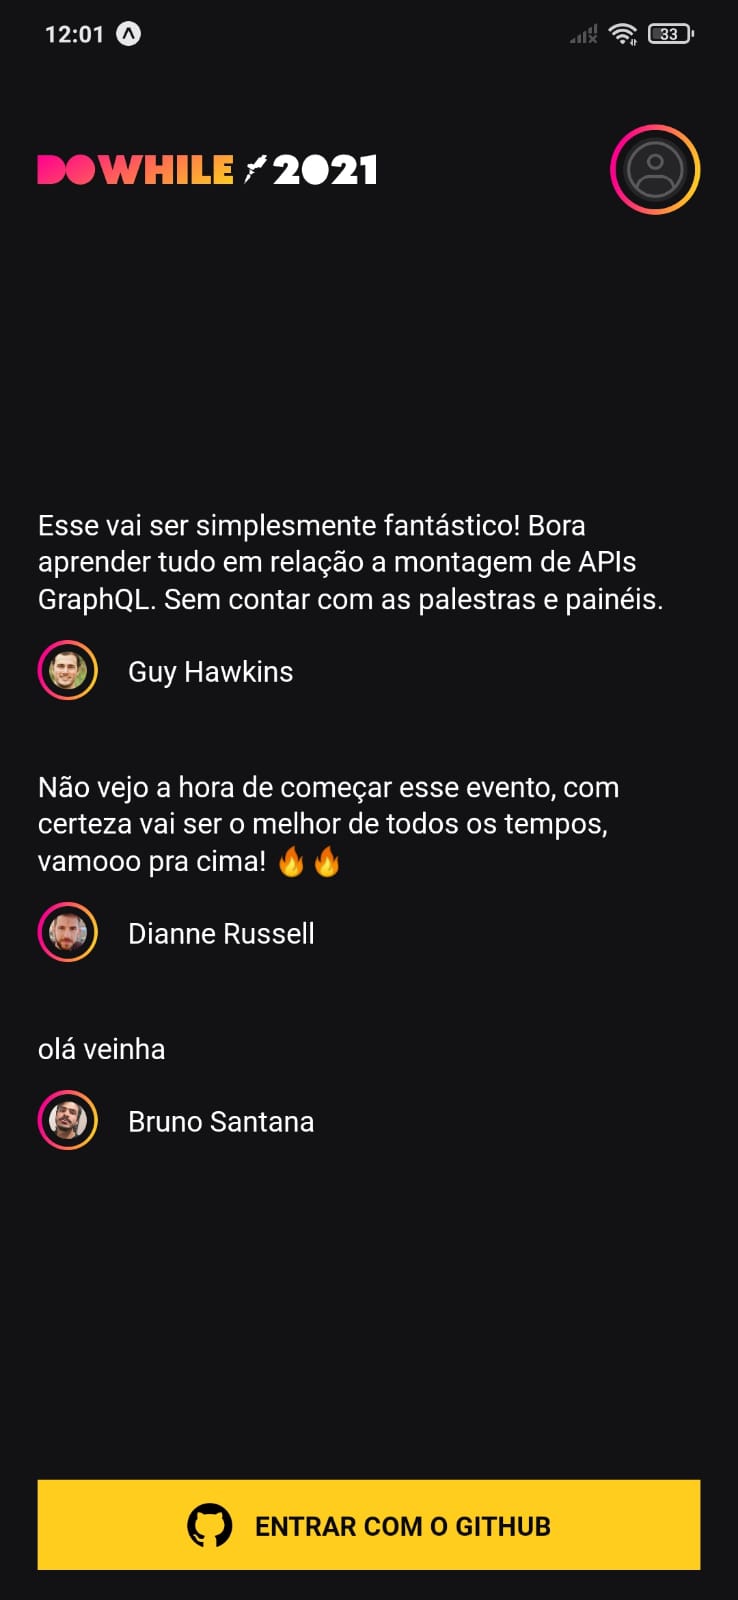 12:01
33
DOWHILE 2021
Esse vai ser simplesmente fantástico! Bora
aprender tudo em relação a montagem de APIs
GraphQL. Sem contar com as palestras e painéis.
Guy Hawkins
Não vejo a hora de começar esse evento, com
certeza vai ser o melhor de todos os tempos,
vamooo pra cima! 🔥🔥
Dianne Russell
olá veinha
Bruno Santana
ENTRAR COM O GITHUB